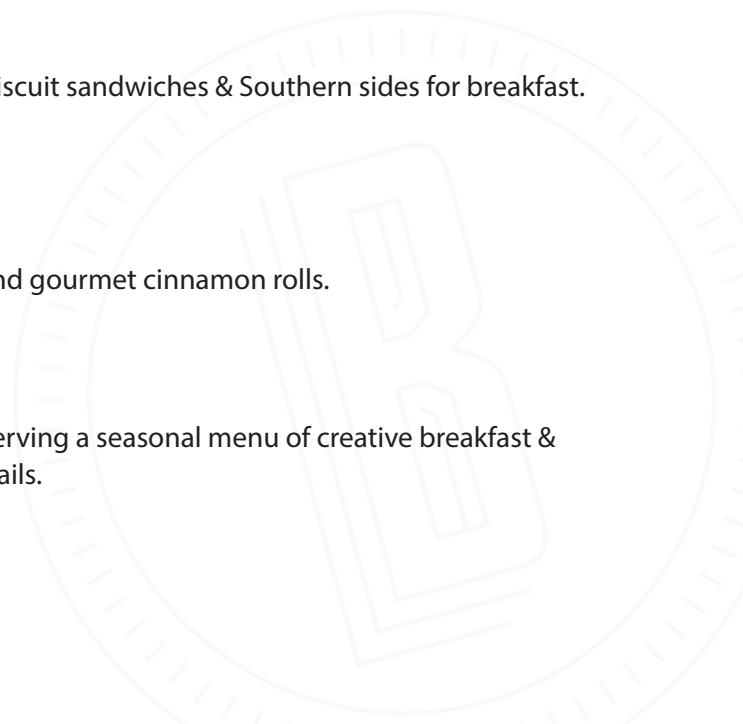 iscuit sandwiches & Southern sides for breakfast.
nd gourmet cinnamon rolls.
erving a seasonal menu of creative breakfast &
ails.
B